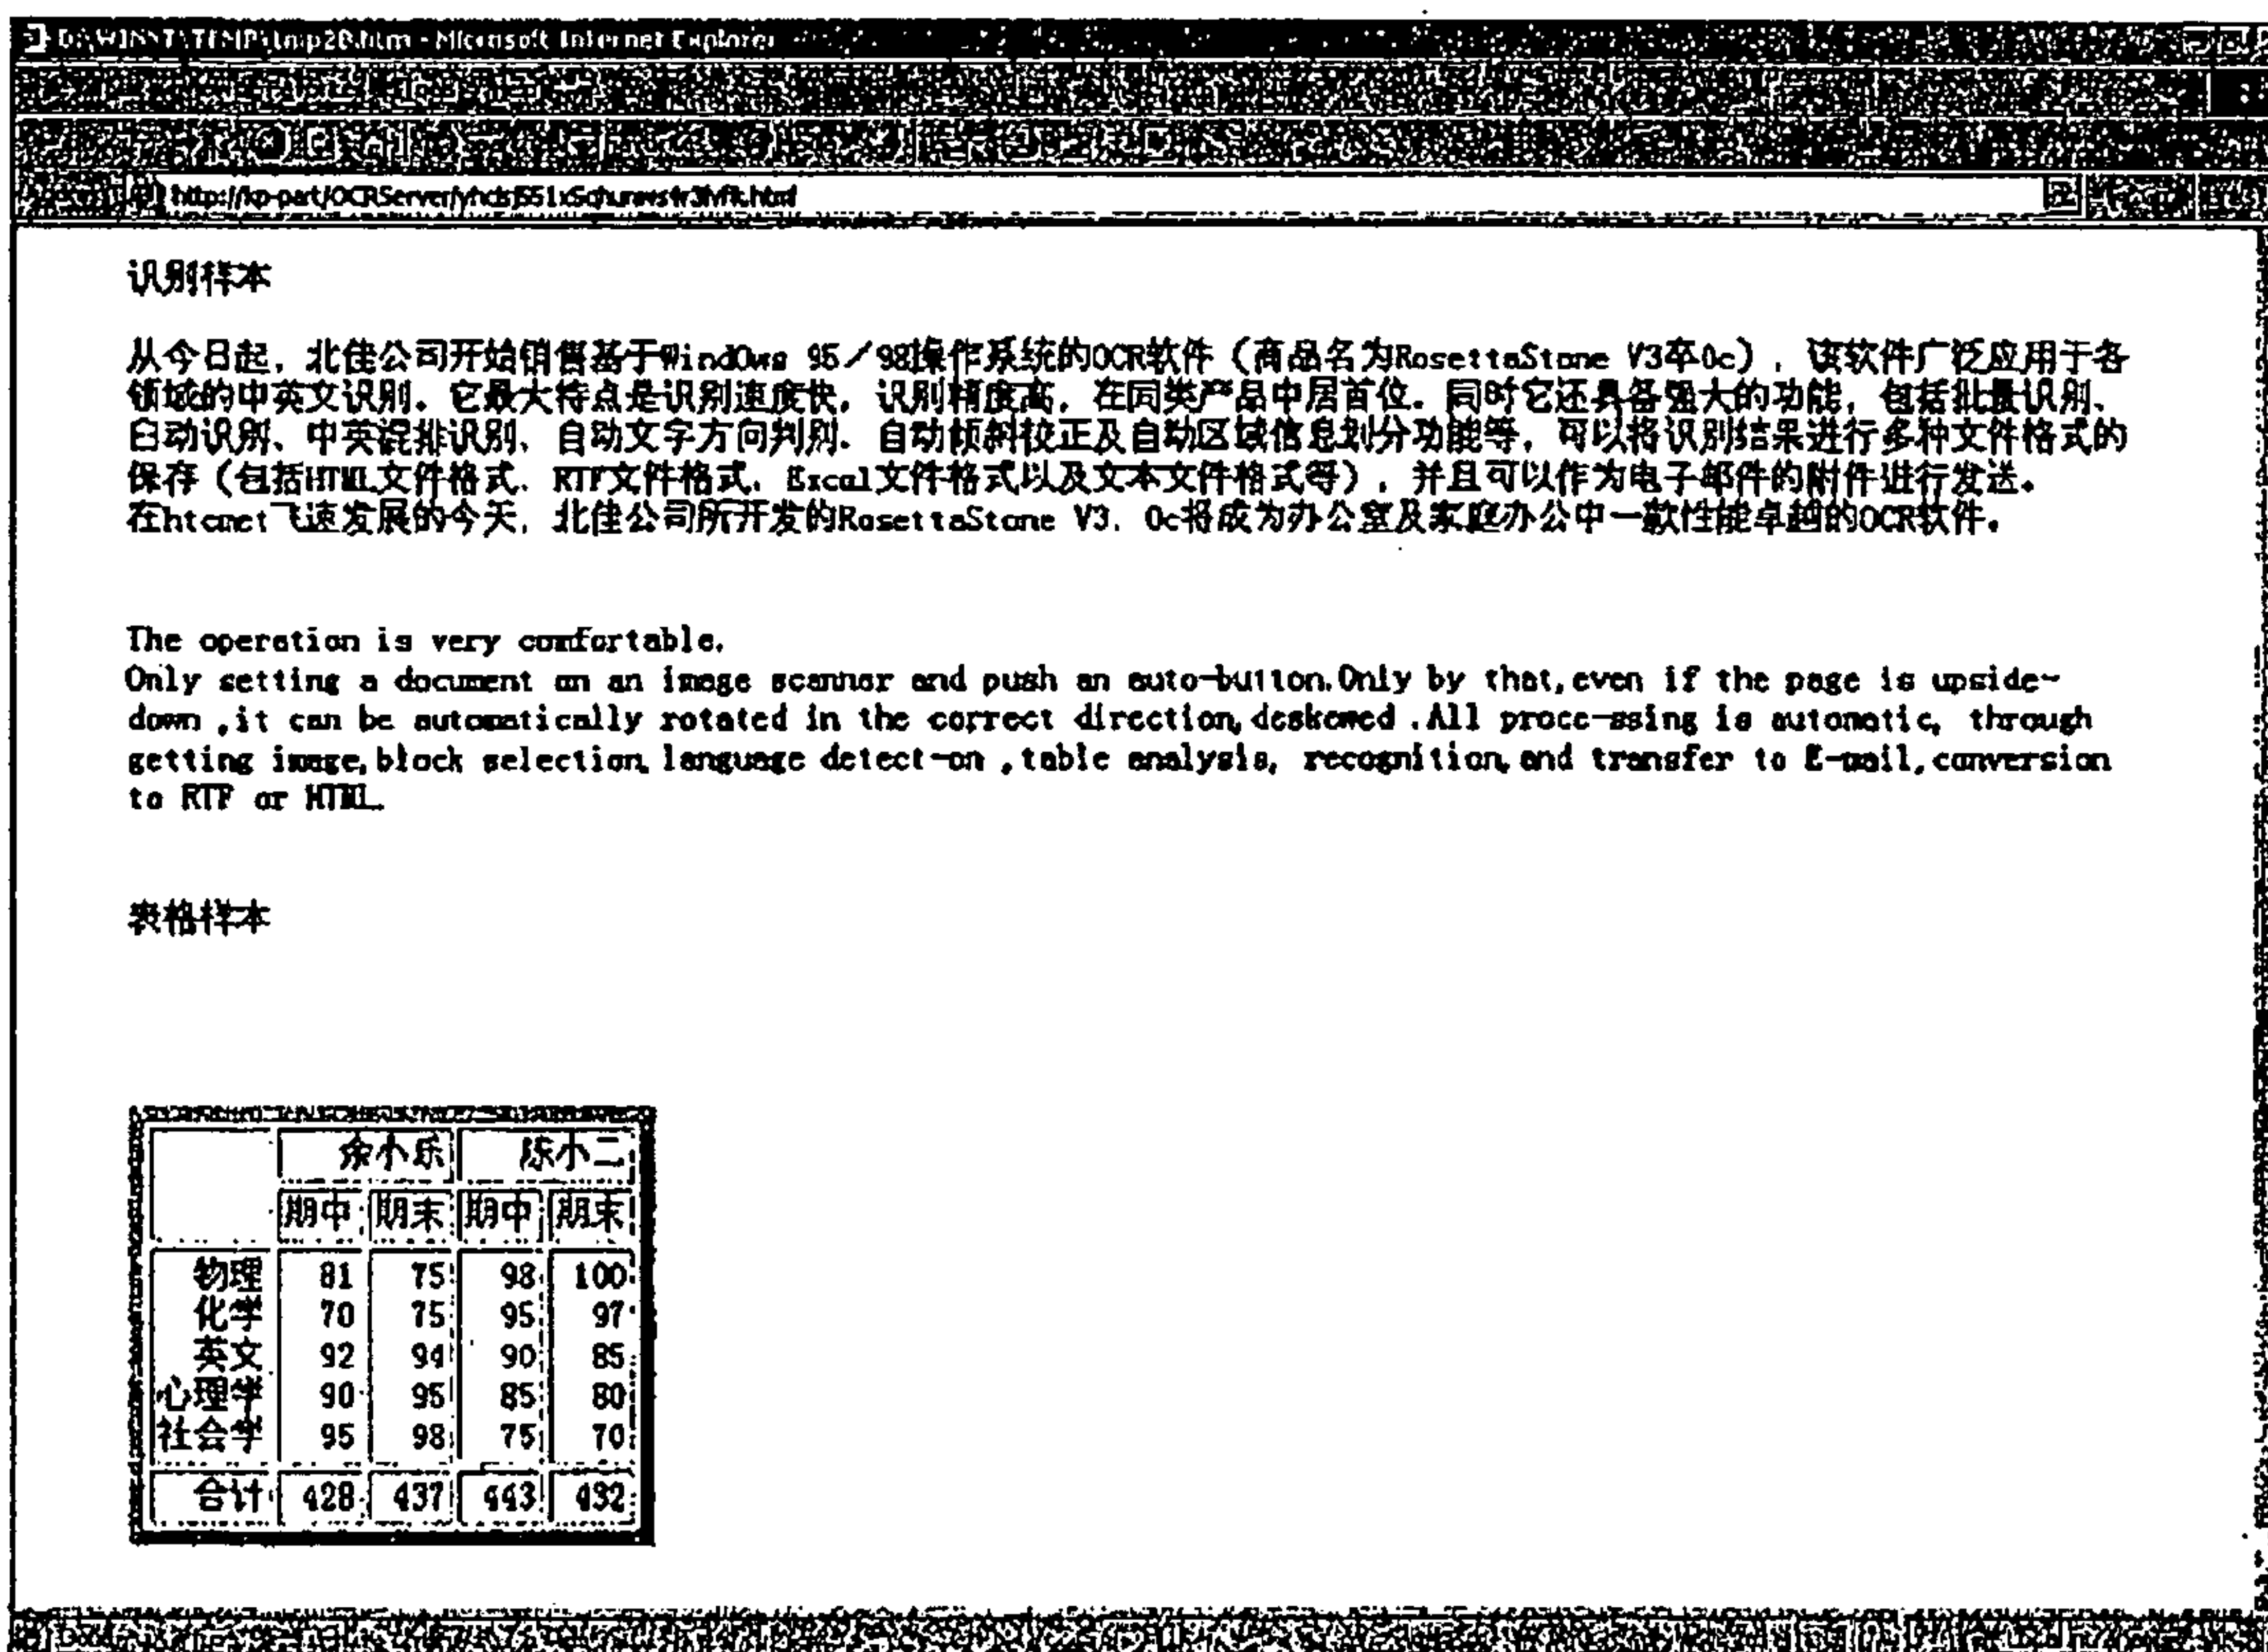 D:\WINNT\TEMP\tmp28.htm - Microsoft Internet Explorer
识别样本
从今日起，北佳公司开始销售基于WindOws 95／98操作系统的OCR软件（商品名为RosettaStone V3卒0c），该软件广泛应用于各
领域的中英文识别。它最大特点是识别速度快，识别精度高，在同类产品中居首位．同时它还具备强大的功能，包括批量识别、
自动识别、中英混排识别、自动文字方向判别．自动倾斜校正及自动区域信息划分功能等，可以将识别结果进行多种文件格式的
保存（包括HTML文件格式、RTF文件格式、Excal文件格式以及文本文件格式等），并且可以作为电子邮件的附件进行发送。
在htemet飞速发展的今天，北佳公司所开发的RosettaStone V3．0c将成为办公室及家庭办公中一款性能卓越的OCR软件。
The operation is very comfortable.
Only setting a document on an image scanner and push an auto-button.Only by that,even if the page is upside~
down ,it can be automatically rotated in the correct direction,deskewed .All proce-ssing is automatic, through
getting image,block selection,language detect-on ,table analysis, recognition,and transfer to E-mail,conversion
to RTF or HTML.
表格样本
余小乐 陈小二
期中 期末 期中 期末
物理 81 75 98 100
化学 70 75 95 97
英文 92 94 90 85
心理学 90 95 85 80
社会学 95 98 75 70
合计 428 437 443 432